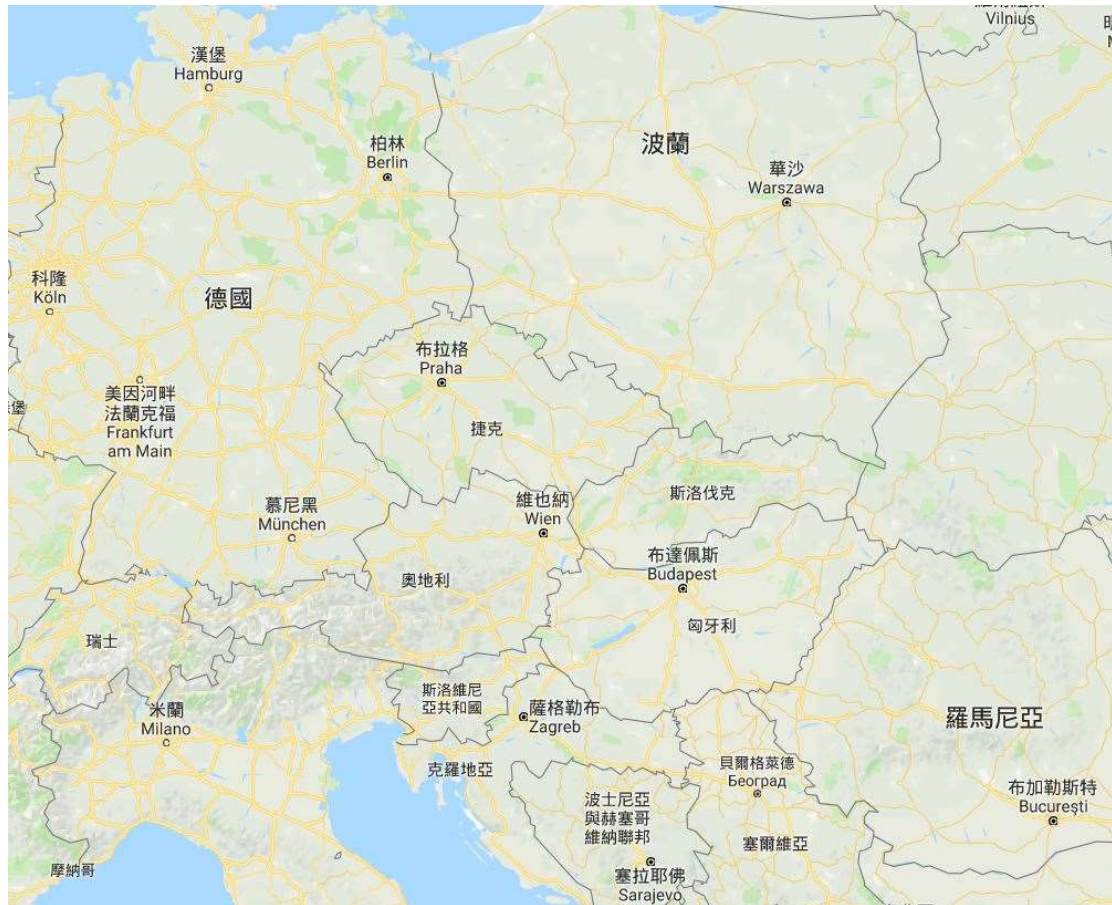 Vilnius
漢堡
Hamburg
柏林
Berlin
波蘭
華沙
Warszawa
科隆
Köln
德國
布拉格
Praha
美因河畔
法蘭克福
Frankfurt
am Main
捷克
斯洛伐克
慕尼黑
München
維也納
Wien
布達佩斯
Budapest
奧地利
匈牙利
瑞士
斯洛維尼
亞共和國
薩格勒布
Zagreb
米蘭
Milano
羅馬尼亞
克羅地亞
貝爾格萊德
Београд
布加勒斯特
București
波士尼亞
與赫塞哥
維納聯邦
塞爾維亞
摩納哥
塞拉耶佛
Sarajevo